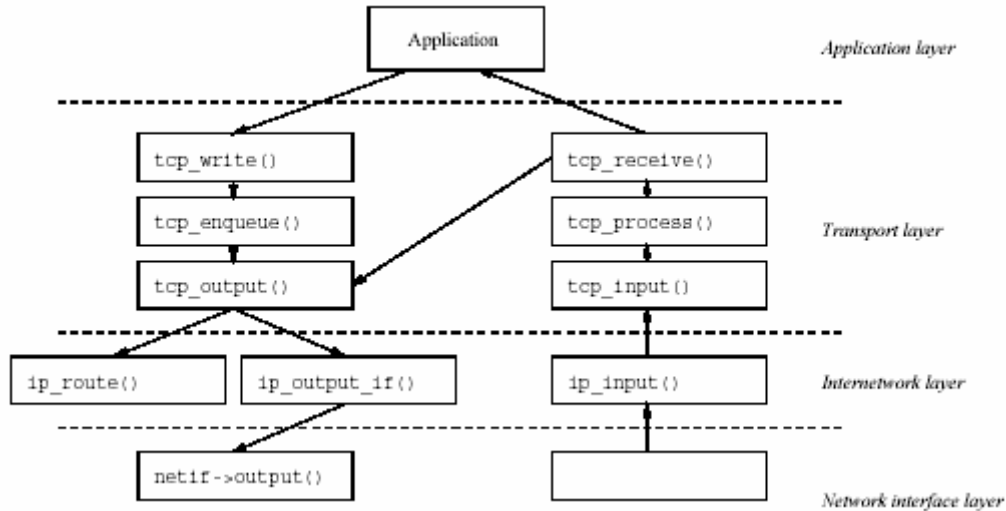 Application
Application layer
tcp_write()
tcp_receive()
tcp_enqueue()
tcp_process()
Transport layer
tcp_output()
tcp_input()
ip_route()
ip_output_if()
ip_input()
Internetwork layer
netif->output()
Network interface layer